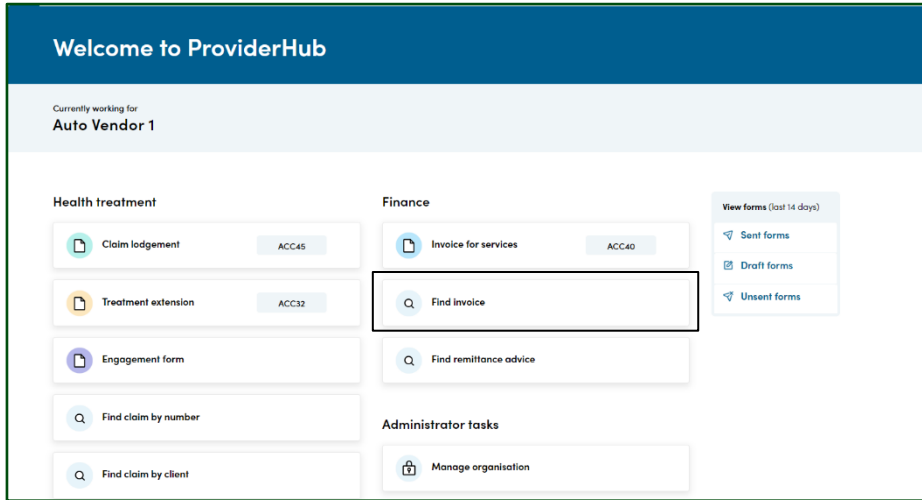 Welcome to ProviderHub
Currently working for
Auto Vendor 1
Health treatment
Claim lodgement ACC45
Treatment extension ACC32
Engagement form
Find claim by number
Find claim by client
Finance
Invoice for services ACC40
Find invoice
Find remittance advice
Administrator tasks
Manage organisation
View forms (last 14 days)
Sent forms
Draft forms
Unsent forms